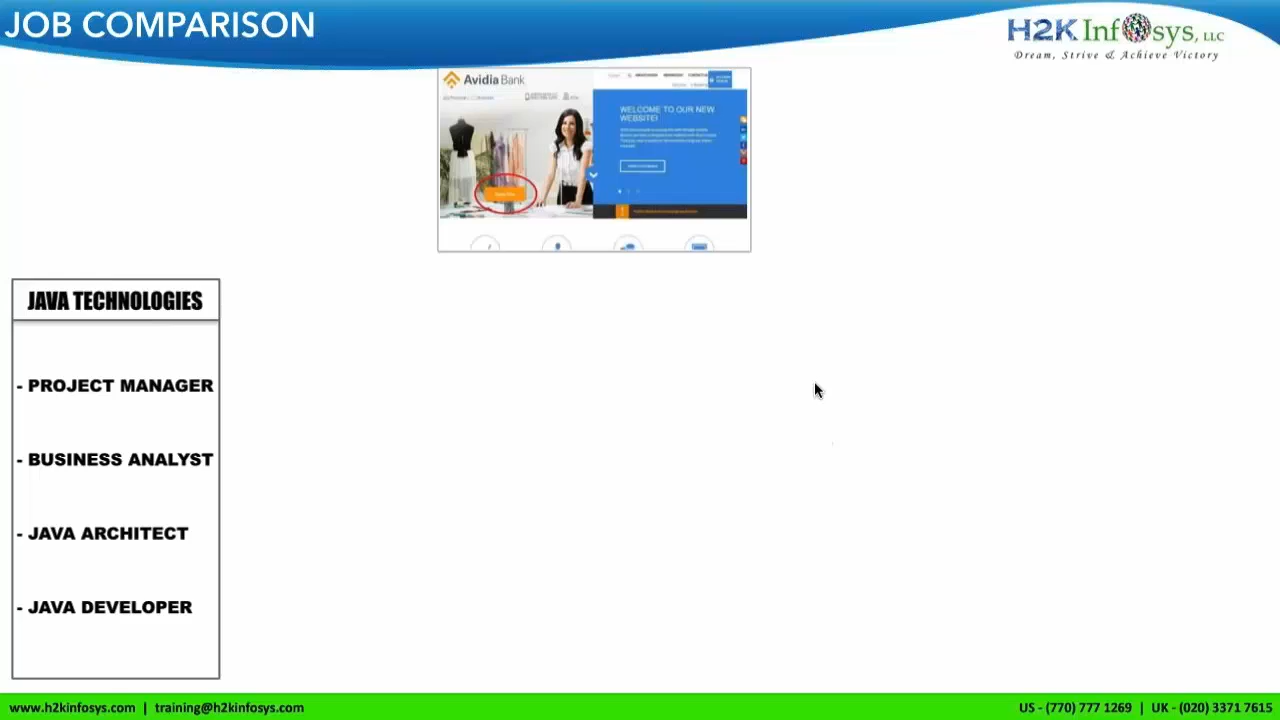 JOB COMPARISON
H2K Infosys, LLC
Dream, Strive & Achieve Victory
Avidia Bank
WELCOME TO OUR NEW
WEBSITE!
JAVA TECHNOLOGIES
- PROJECT MANAGER
- BUSINESS ANALYST
- JAVA ARCHITECT
- JAVA DEVELOPER
www.h2kinfosys.com | training@h2kinfosys.com
US - (770) 777 1269 | UK - (020) 3371 7615